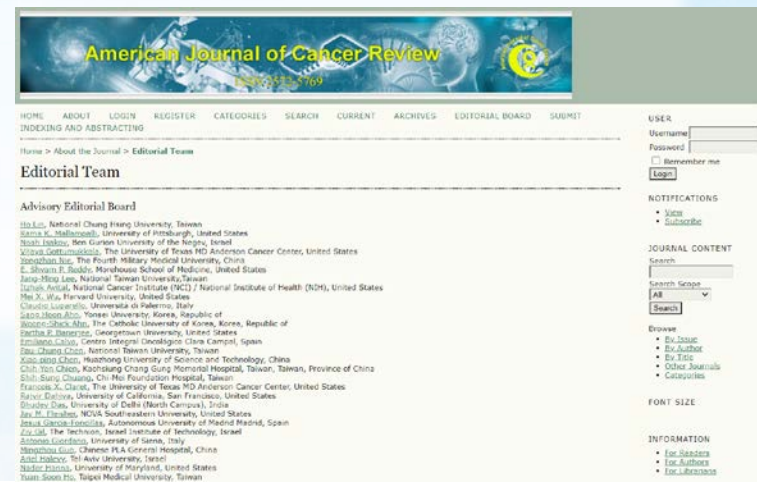 American Journal of Cancer Review
HOME ABOUT LOGIN REGISTER CATEGORIES SEARCH CURRENT ARCHIVES EDITORIAL BOARD SUBMIT
INDEXING AND ABSTRACTING
Home > About the Journal > Editorial Team
Editorial Team
Advisory Editorial Board
Ho Lin, National Chung Hsing University, Taiwan
Rama K. Mallampalli, University of Pittsburgh, United States
Noah Isakov, Ben Gurion University of the Negev, Israel
Vijaya Gottumukkala, The University of Texas MD Anderson Cancer Center, United States
Yongzhan Nie, The Fourth Military Medical University, China
E. Shyam P. Reddy, Morehouse School of Medicine, United States
Jang-Ming Lee, National Taiwan University,Taiwan
Itzhak Avital, National Cancer Institute (NCI) / National Institute of Health (NIH), United States
Mei X. Wu, Harvard University, United States
Claudio Luparello, Università di Palermo, Italy
Sang Hoon Ahn, Yonsei University, Korea, Republic of
Woong-Shick Ahn, The Catholic University of Korea, Korea, Republic of
Partha P. Banerjee, Georgetown University, United States
Emiliano Calvo, Centro Integral Oncológico Clara Campal, Spain
Pau-Chung Chen, National Taiwan University, Taiwan
Xiao-ping Chen, Huazhong University of Science and Technology, China
Chih-Yen Chien, Kaohsiung Chang Gung Memorial Hospital, Taiwan, Taiwan, Province of China
Shih-Sung Chuang, Chi-Mei Foundation Hospital, Taiwan
Francois X. Claret, The University of Texas MD Anderson Cancer Center, United States
Rajvir Dahiya, University of California, San Francisco, United States
Bhudev Das, University of Delhi (North Campus), India
Jay M. Fleisher, NOVA Southeastern University, United States
Jesus Garcia-Foncillas, Autonomous University of Madrid Madrid, Spain
Ziv Gil, The Technion, Israel Institute of Technology, Israel
Antonio Giordano, University of Siena, Italy
Mingzhou Guo, Chinese PLA General Hospital, China
Ariel Halevy, Tel-Aviv University, Israel
Nader Hanna, University of Maryland, United States
Yuan-Soon Ho, Taipei Medical University, Taiwan
USER
Username
Password
Remember me
Login
NOTIFICATIONS
View
Subscribe
JOURNAL CONTENT
Search
Search Scope
All
Search
Browse
By Issue
By Author
By Title
Other Journals
Categories
FONT SIZE
INFORMATION
For Readers
For Authors
For Librarians